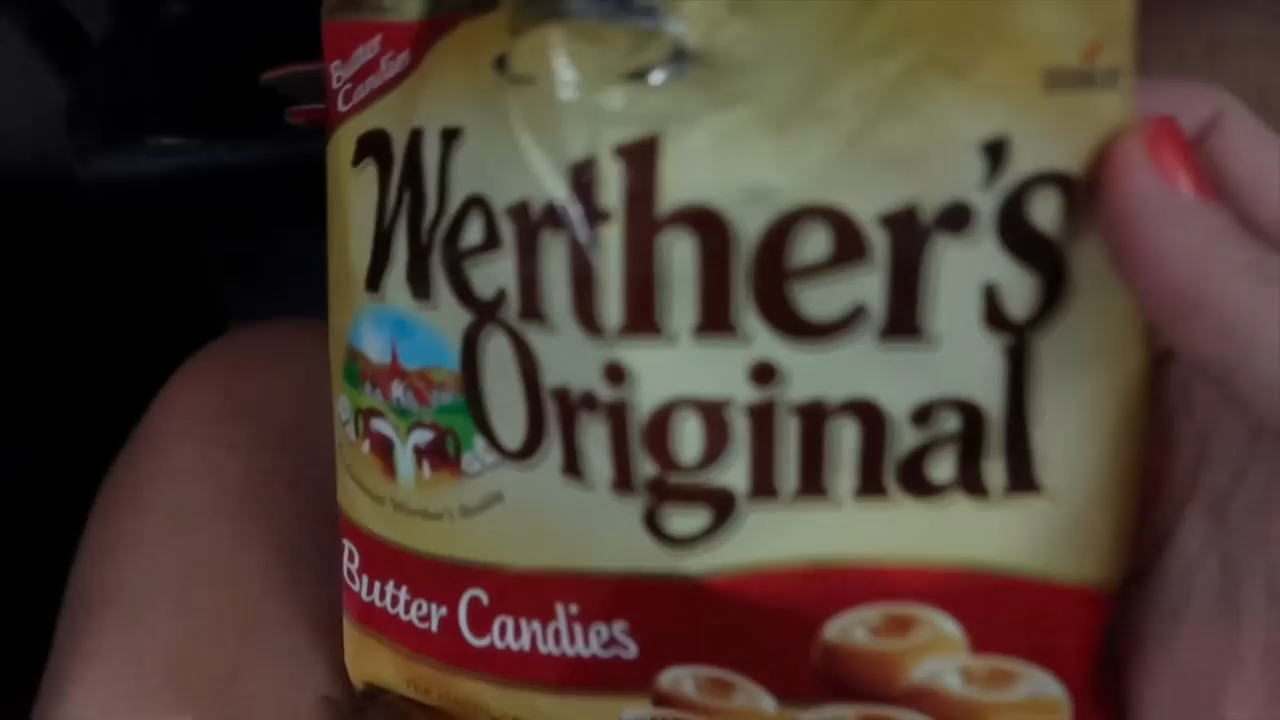 Butter
Candies
Werther's
Original
Butter Candies